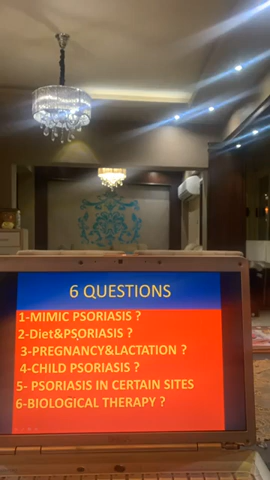 6 QUESTIONS
1-MIMIC PSORIASIS ?
2-Diet&PSORIASIS ?
3-PREGNANCY&LACTATION ?
4-CHILD PSORIASIS ?
5- PSORIASIS IN CERTAIN SITES
6-BIOLOGICAL THERAPY ?